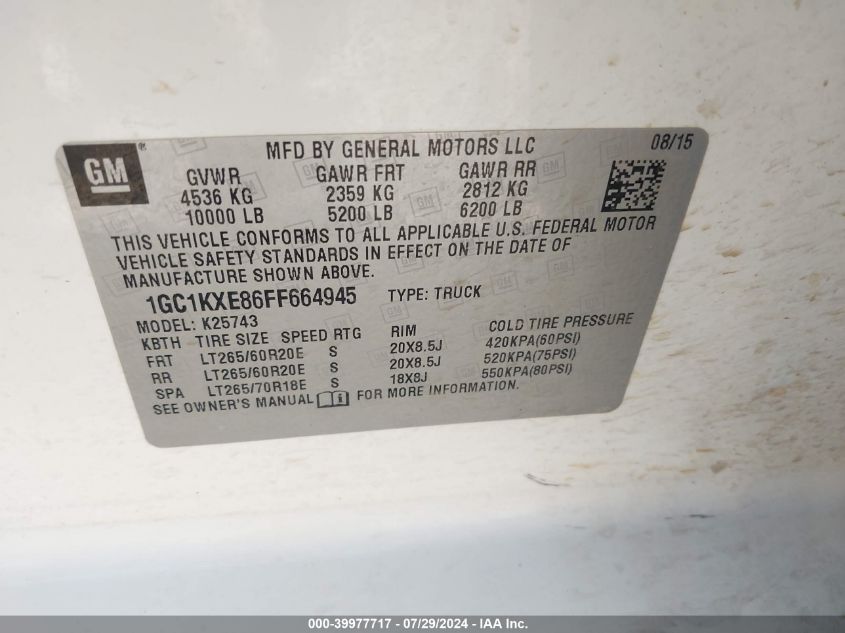 GM
®
MFD BY GENERAL MOTORS LLC
08/15
GVWR GAWR FRT GAWR RR
4536 KG 2359 KG 2812 KG
10000 LB 5200 LB 6200 LB
THIS VEHICLE CONFORMS TO ALL APPLICABLE U.S. FEDERAL MOTOR
VEHICLE SAFETY STANDARDS IN EFFECT ON THE DATE OF
MANUFACTURE SHOWN ABOVE.
1GC1KXE86FF664945 TYPE: TRUCK
MODEL: K25743
KBTH TIRE SIZE SPEED RTG RIM COLD TIRE PRESSURE
FRT LT265/60R20E S 20X8.5J 420KPA(60PSI)
RR LT265/60R20E S 20X8.5J 520KPA(75PSI)
SPA LT265/70R18E S 18X8J 550KPA(80PSI)
SEE OWNER'S MANUAL i FOR MORE INFORMATION.
000-39977717 - 07/29/2024 - IAA Inc.